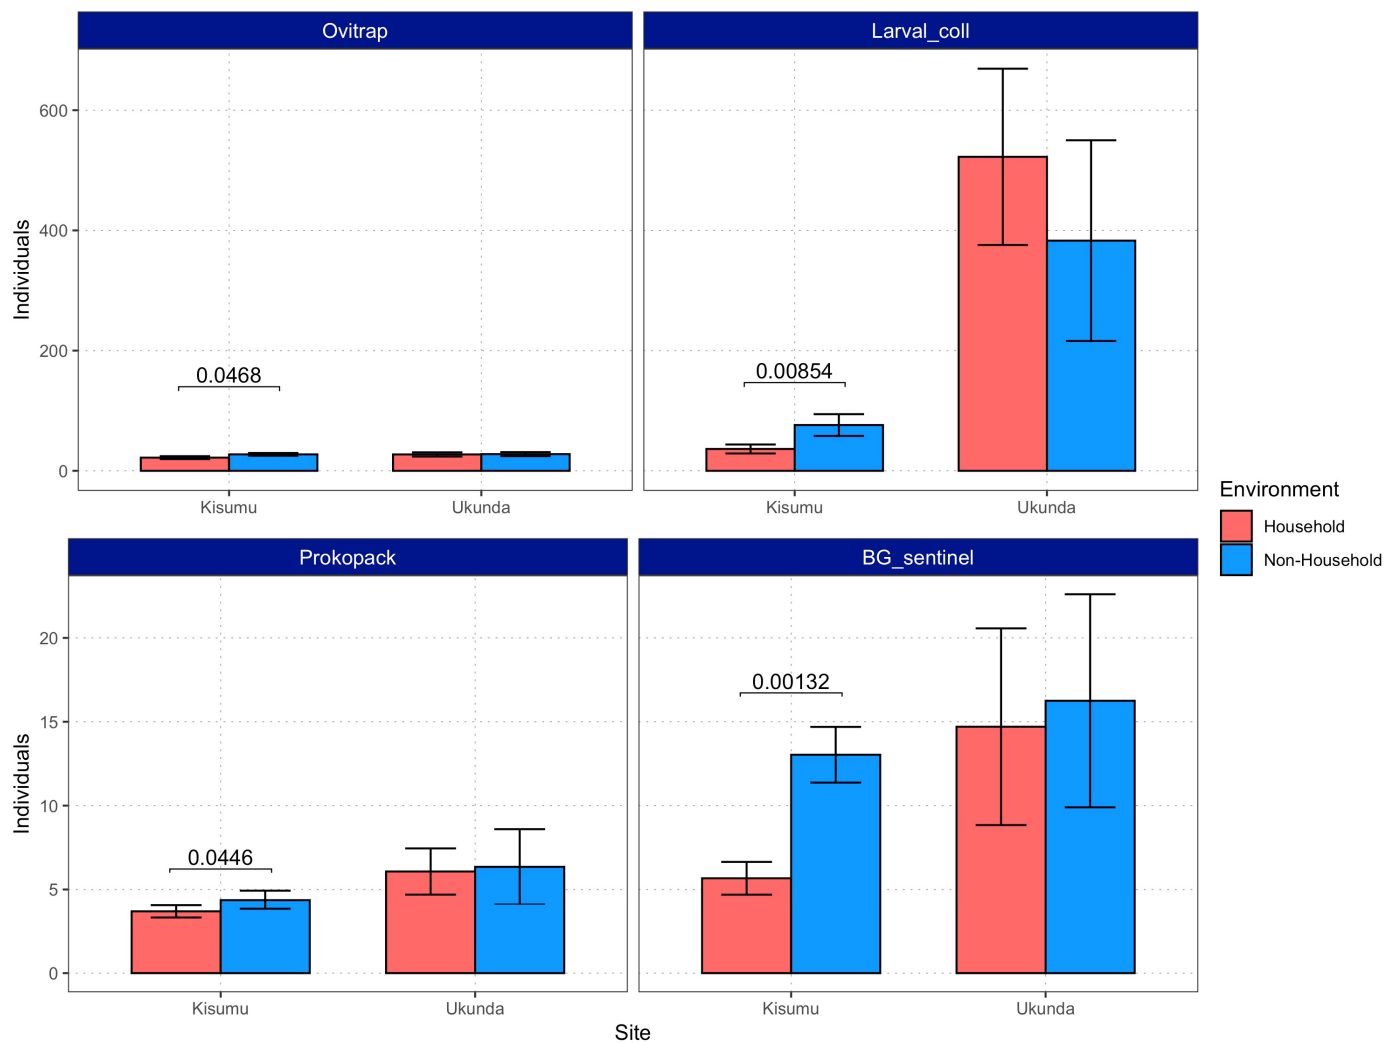 Ovitrap
Larval_coll
Individuals
600
400
200
0
0.0468
0.00854
Kisumu
Ukunda
Kisumu
Ukunda
Environment
Household
Non-Household
Prokopack
BG_sentinel
Individuals
20
15
10
5
0
0.0446
0.00132
Kisumu
Ukunda
Kisumu
Ukunda
Site